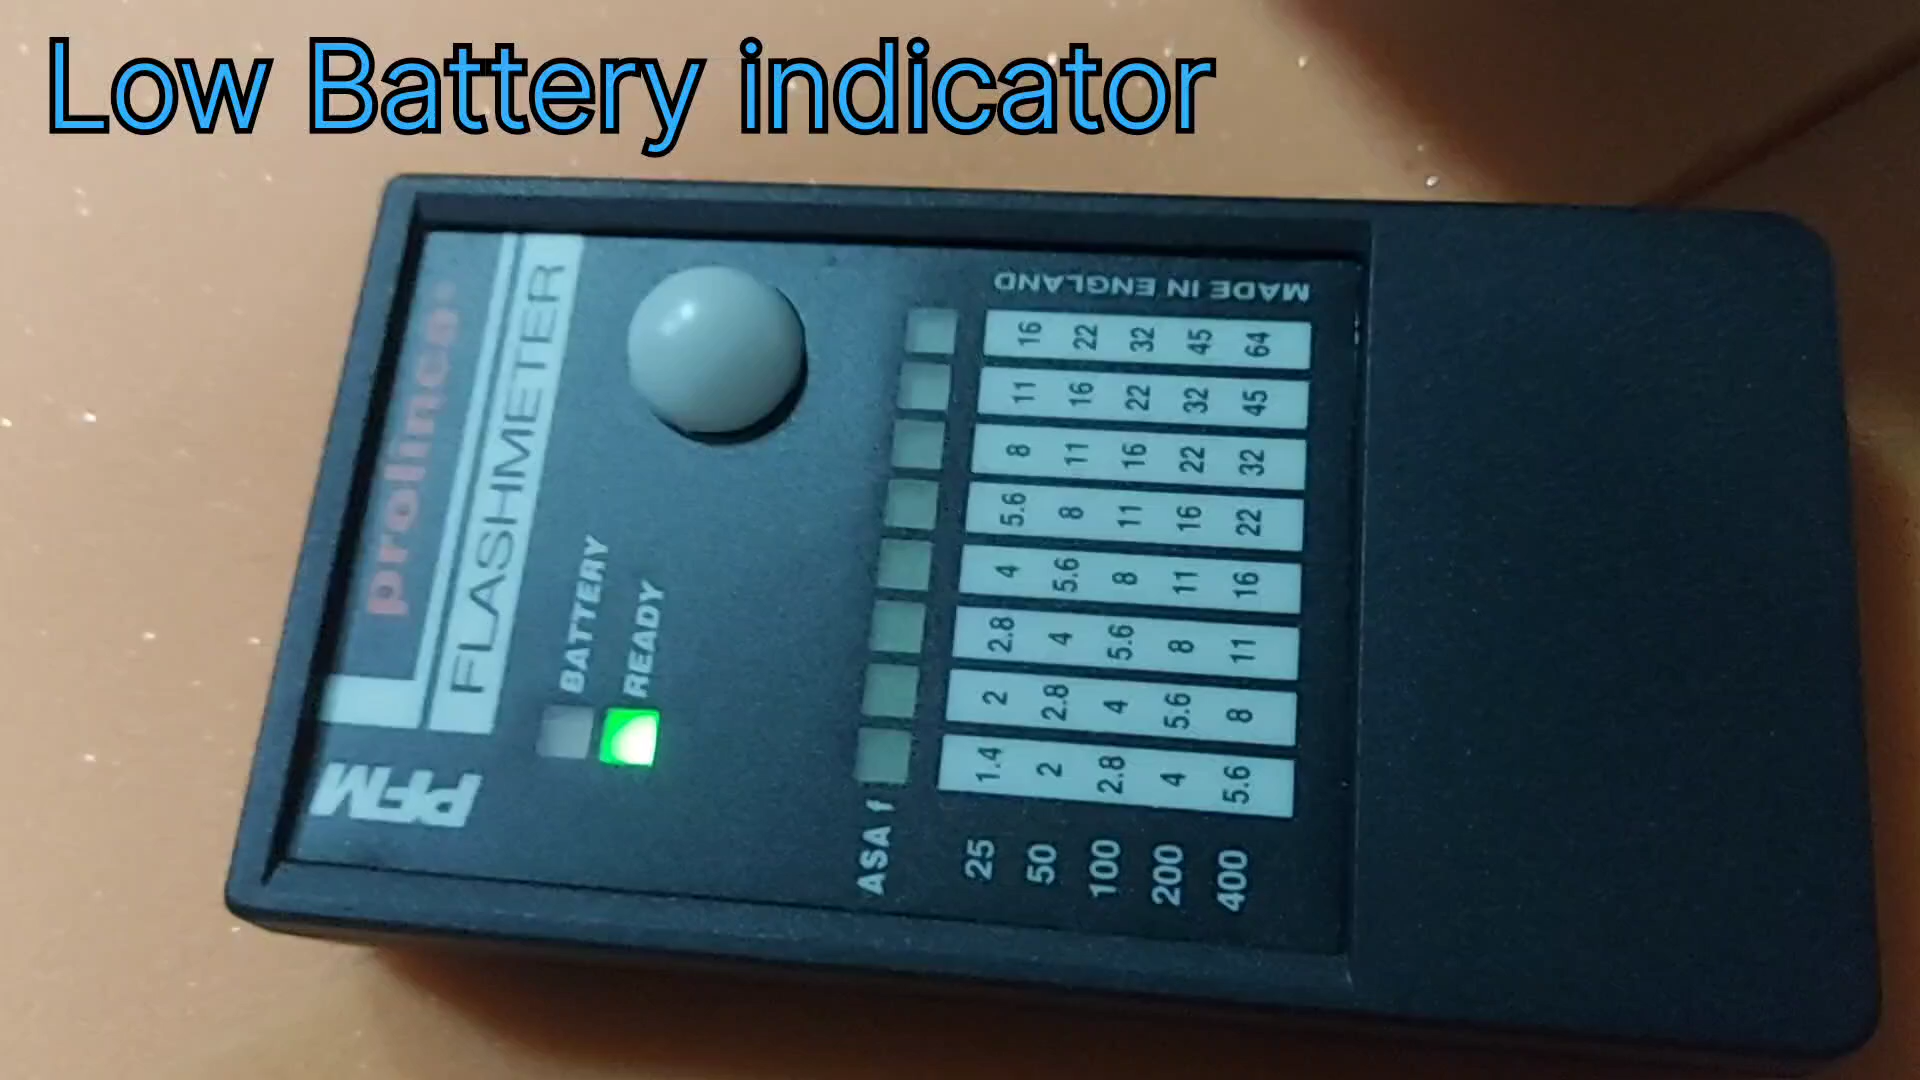 Low Battery indicator
PFM
prolinca
FLASHMETER
BATTERY
READY
MADE IN ENGLAND
ASA f
25 1.4 2 2.8 4 5.6 8 11 16
50 2 2.8 4 5.6 8 11 16 22
100 2.8 4 5.6 8 11 16 22 32
200 4 5.6 8 11 16 22 32 45
400 5.6 8 11 16 22 32 45 64